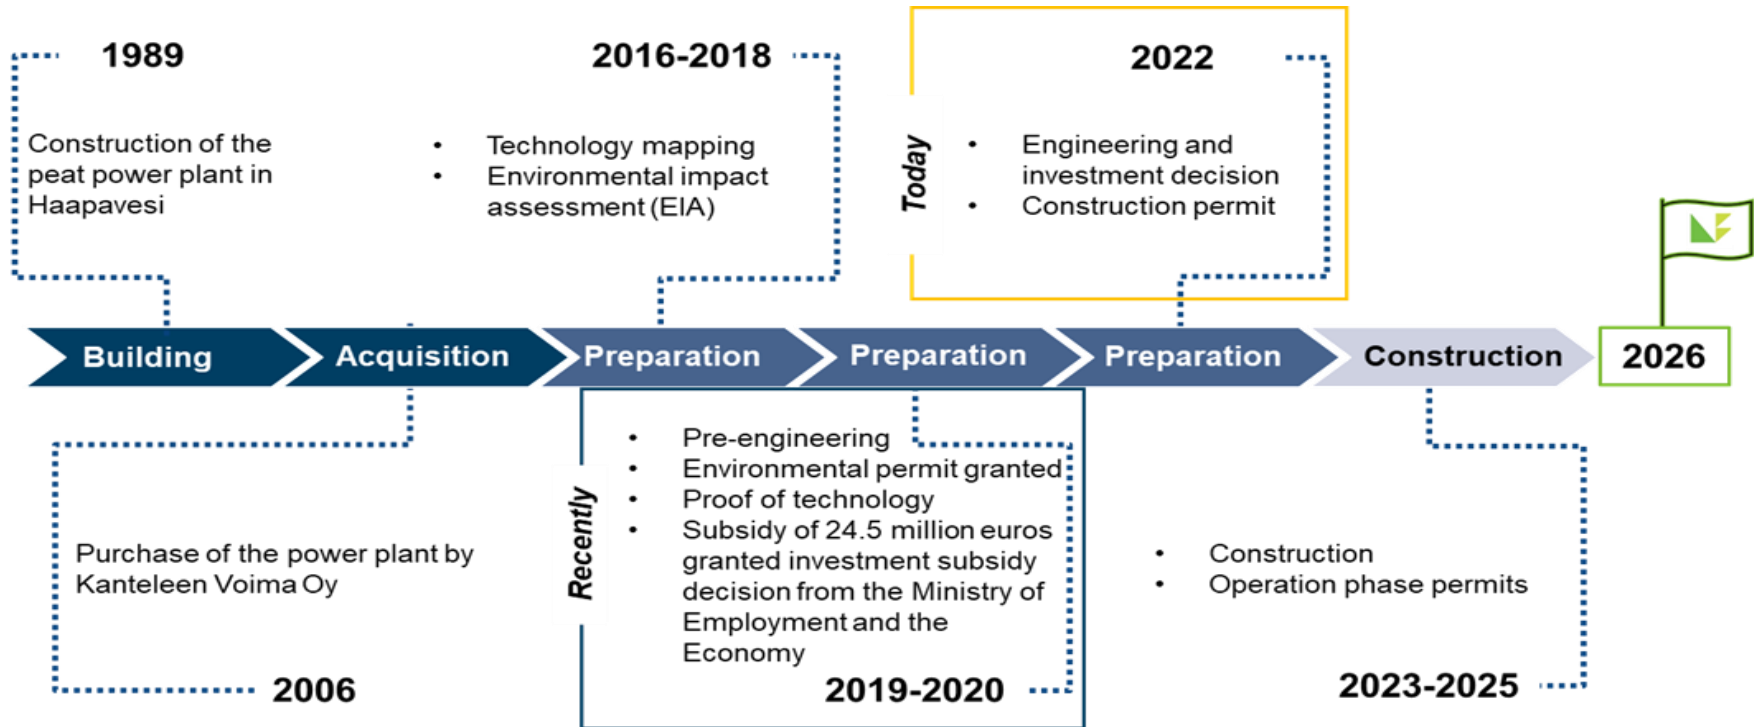 1989
Construction of the
peat power plant in
Haapavesi
2016-2018
• Technology mapping
• Environmental impact
assessment (EIA)
Today
2022
• Engineering and
investment decision
• Construction permit
Building
Acquisition
Preparation
Preparation
Preparation
Construction
2026
Purchase of the power plant by
Kanteleen Voima Oy
2006
Recently
• Pre-engineering
• Environmental permit granted
• Proof of technology
• Subsidy of 24.5 million euros
granted investment subsidy
decision from the Ministry of
Employment and the
Economy
2019-2020
• Construction
• Operation phase permits
2023-2025